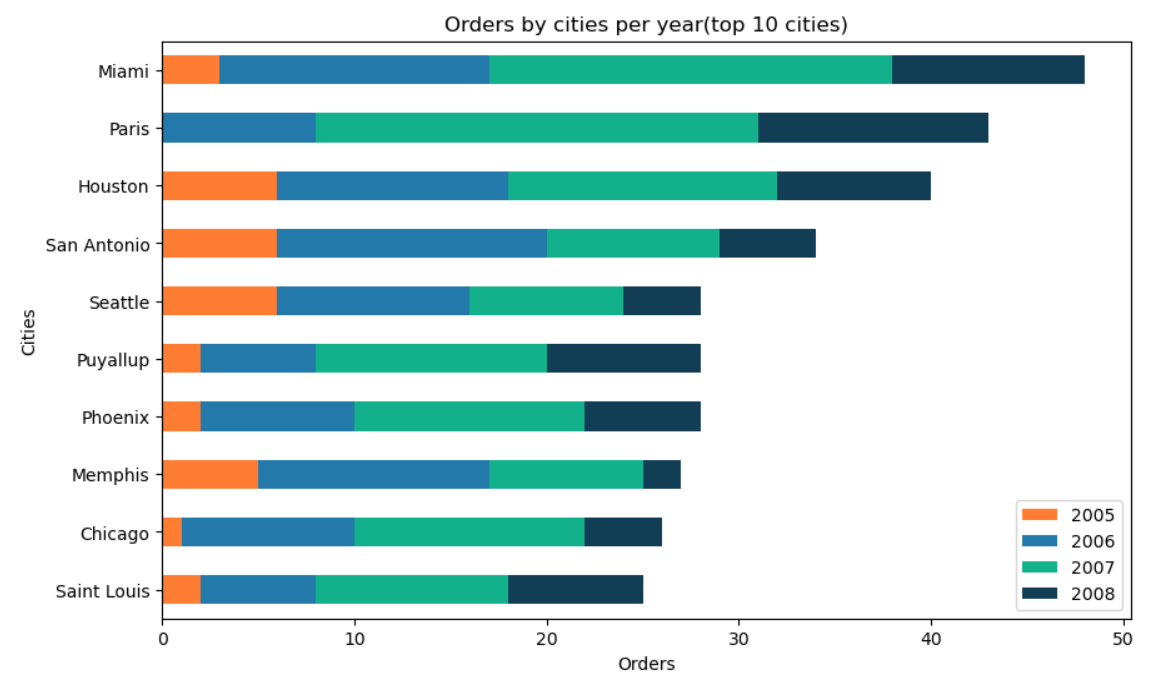 Orders by cities per year(top 10 cities)
Cities
Miami
Paris
Houston
San Antonio
Seattle
Puyallup
Phoenix
Memphis
Chicago
Saint Louis
2005
2006
2007
2008
0 10 20 30 40 50
Orders